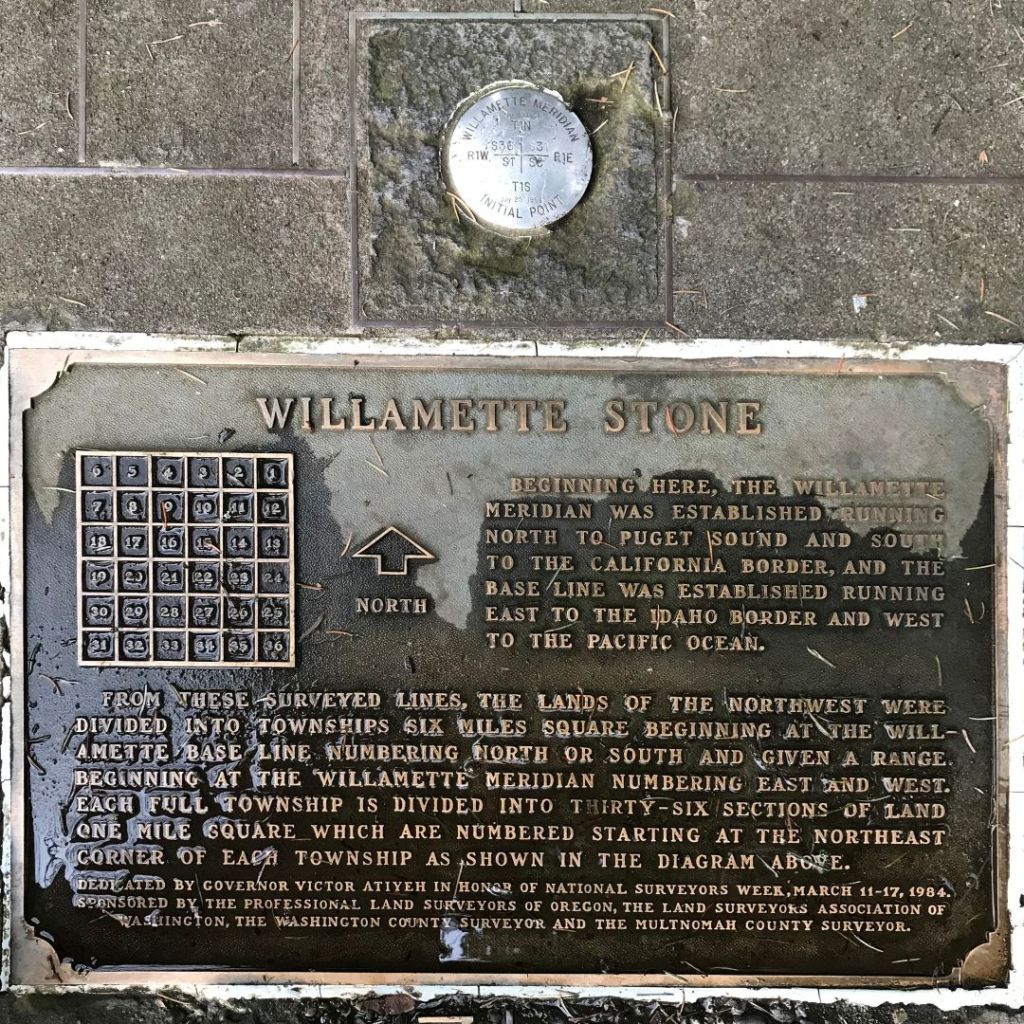 WILLAMETTE MERIDIAN
T1N
S36 S31
R1W R1E
S1 S6
T1S
INITIAL POINT
WILLAMETTE STONE
6 5 4 3 2 1
7 8 9 10 11 12
18 17 16 15 14 13
19 20 21 22 23 24
30 29 28 27 26 25
31 32 33 34 35 36
NORTH
BEGINNING HERE, THE WILLAMETTE
MERIDIAN WAS ESTABLISHED RUNNING
NORTH TO PUGET SOUND AND SOUTH
TO THE CALIFORNIA BORDER, AND THE
BASE LINE WAS ESTABLISHED RUNNING
EAST TO THE IDAHO BORDER AND WEST
TO THE PACIFIC OCEAN.
FROM THESE SURVEYED LINES, THE LANDS OF THE NORTHWEST WERE
DIVIDED INTO TOWNSHIPS SIX MILES SQUARE BEGINNING AT THE WILL-
AMETTE BASE LINE NUMBERING NORTH OR SOUTH AND GIVEN A RANGE
BEGINNING AT THE WILLAMETTE MERIDIAN NUMBERING EAST AND WEST.
EACH FULL TOWNSHIP IS DIVIDED INTO THIRTY-SIX SECTIONS OF LAND
ONE MILE SQUARE WHICH ARE NUMBERED STARTING AT THE NORTHEAST
CORNER OF EACH TOWNSHIP AS SHOWN IN THE DIAGRAM ABOVE.
DEDICATED BY GOVERNOR VICTOR ATIYEH IN HONOR OF NATIONAL SURVEYORS WEEK, MARCH 11-17, 1984.
SPONSORED BY THE PROFESSIONAL LAND SURVEYORS OF OREGON, THE LAND SURVEYORS ASSOCIATION OF
WASHINGTON, THE WASHINGTON COUNTY SURVEYOR AND THE MULTNOMAH COUNTY SURVEYOR.